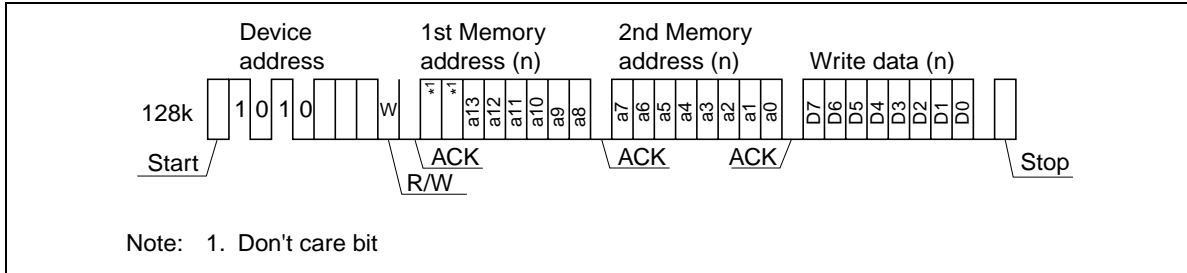 Device address
1st Memory address (n)
2nd Memory address (n)
Write data (n)
128k
1 0 1 0
W
*1 *1 a13 a12 a11 a10 a9 a8
a7 a6 a5 a4 a3 a2 a1 a0
D7 D6 D5 D4 D3 D2 D1 D0
Start
ACK
ACK
ACK
Stop
R/W
Note: 1. Don't care bit